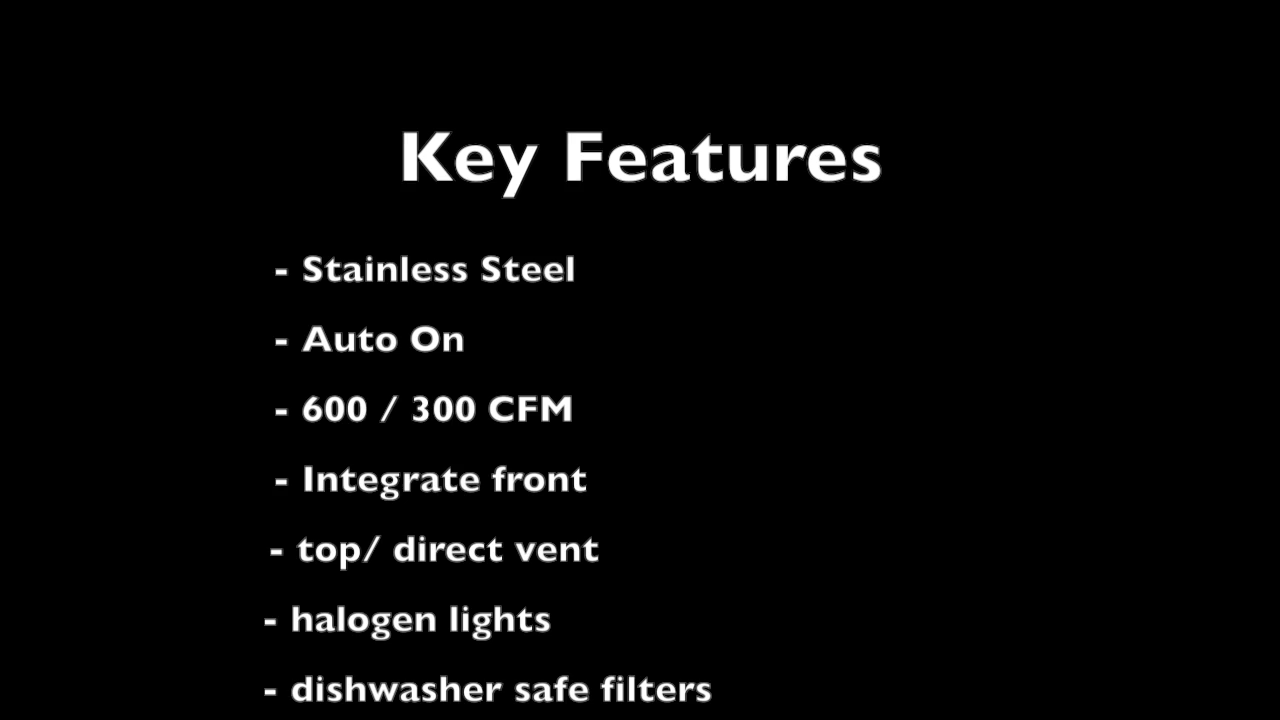 Key Features
- Stainless Steel
- Auto On
- 600 / 300 CFM
- Integrate front
- top/ direct vent
- halogen lights
- dishwasher safe filters